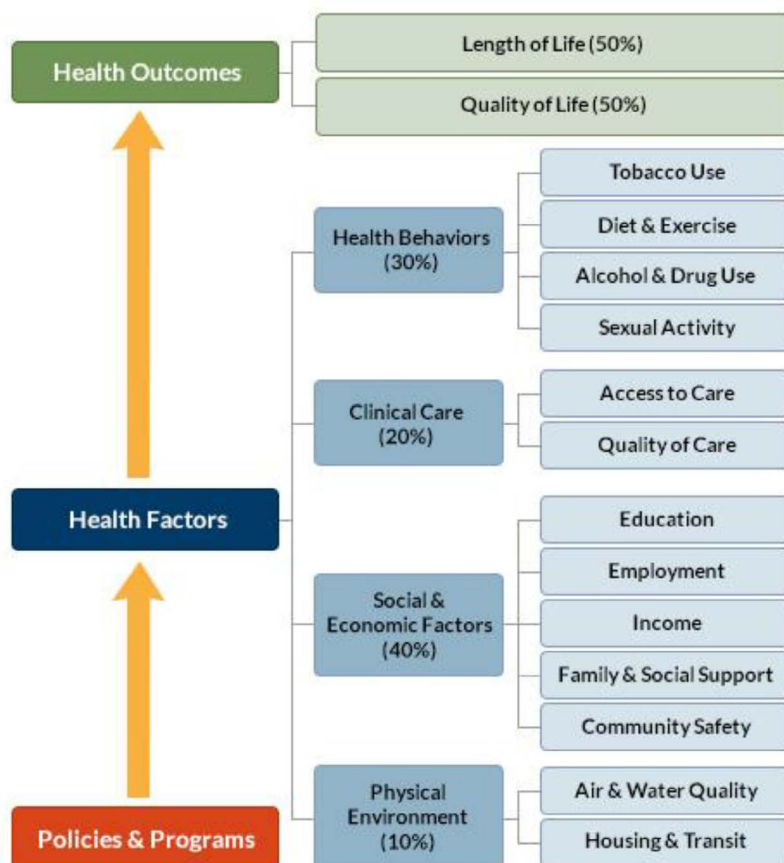 Health Outcomes
Length of Life (50%)
Quality of Life (50%)
Health Factors
Health Behaviors
(30%)
Tobacco Use
Diet & Exercise
Alcohol & Drug Use
Sexual Activity
Clinical Care
(20%)
Access to Care
Quality of Care
Social &
Economic Factors
(40%)
Education
Employment
Income
Family & Social Support
Community Safety
Physical
Environment
(10%)
Air & Water Quality
Housing & Transit
Policies & Programs